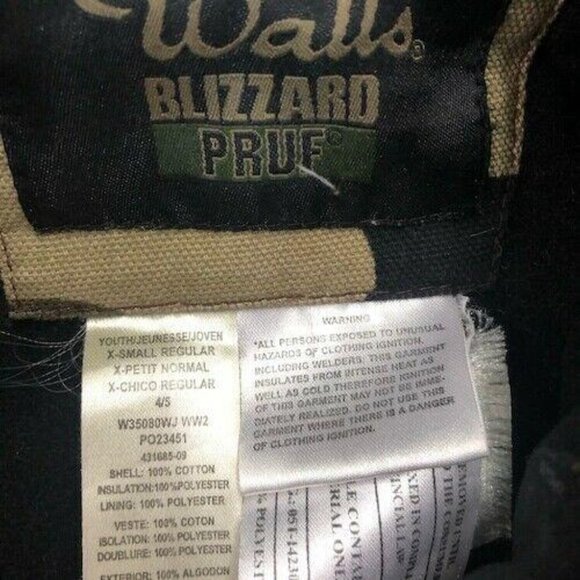 Walls®
BLIZZARD
PRUF®
YOUTH/JEUNESSE/JOVEN
X-SMALL REGULAR
X-PETIT NORMAL
X-CHICO REGULAR
4/5
W35080WJ WW2
PO23451
431685-09
SHELL: 100% COTTON
INSULATION:100%POLYESTER
LINING: 100% POLYESTER
VESTE: 100% COTON
ISOLATION: 100% POLYESTER
DOUBLURE: 100% POLYESTER
EXTERIOR: 100% ALGODON
WARNING
*ALL PERSONS EXPOSED TO UNUSUAL
HAZARDS OF CLOTHING IGNITION.
INCLUDING WELDERS: THIS GARMENT
INSULATES FROM INTENSE HEAT AS
WELL AS COLD THEREFORE IGNITION
OF THIS GARMENT MAY NOT BE IMME-
DIATELY REALIZED. DO NOT USE THIS
GARMENT WHERE THERE IS A DANGER
OF CLOTHING IGNITION.